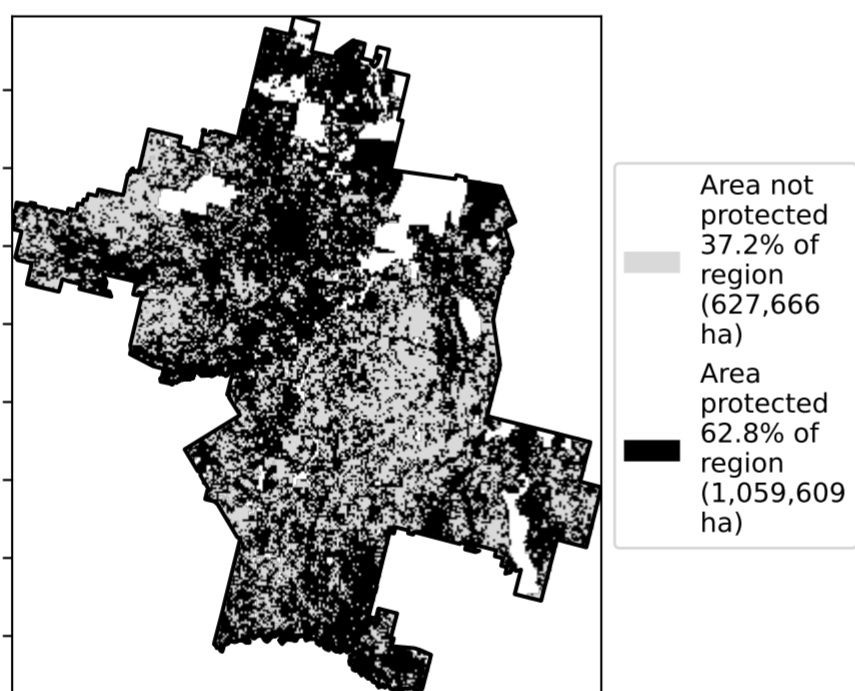 Area not
protected
37.2% of
region
(627,666
ha)
Area
protected
62.8% of
region
(1,059,609
ha)